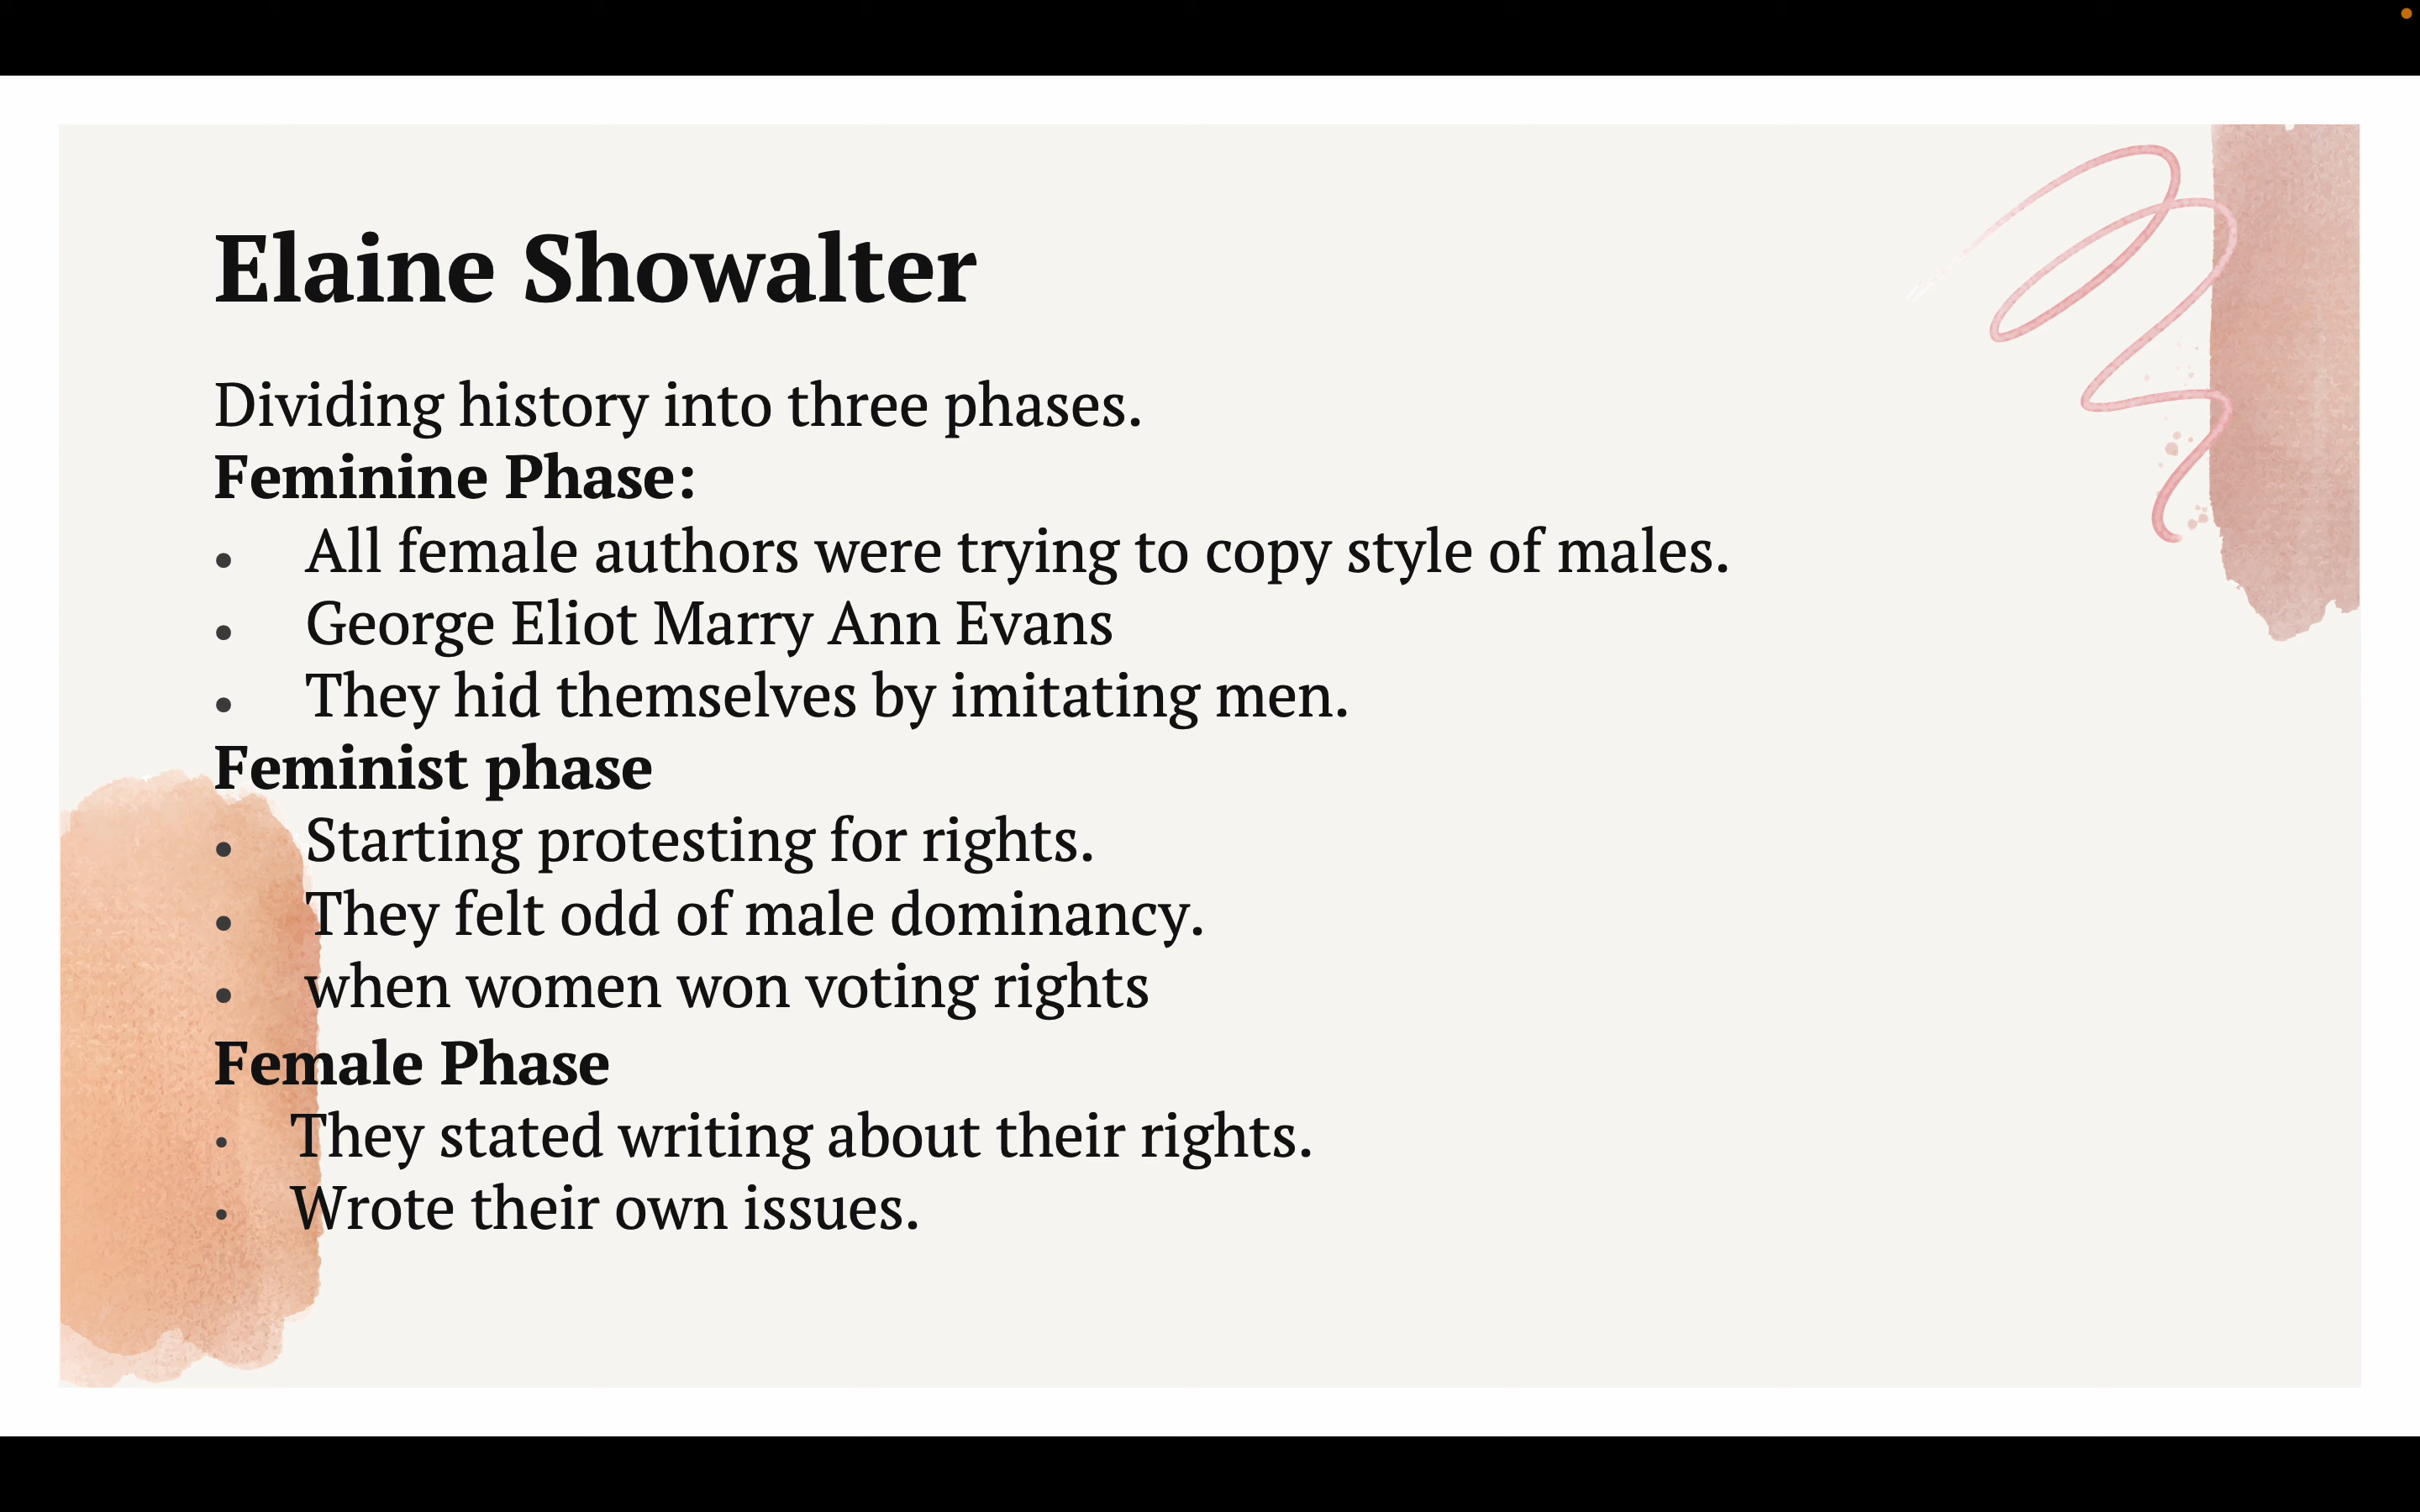 Elaine Showalter
Dividing history into three phases.
Feminine Phase:
• All female authors were trying to copy style of males.
• George Eliot Marry Ann Evans
• They hid themselves by imitating men.
Feminist phase
• Starting protesting for rights.
• They felt odd of male dominancy.
• when women won voting rights
Female Phase
• They stated writing about their rights.
• Wrote their own issues.